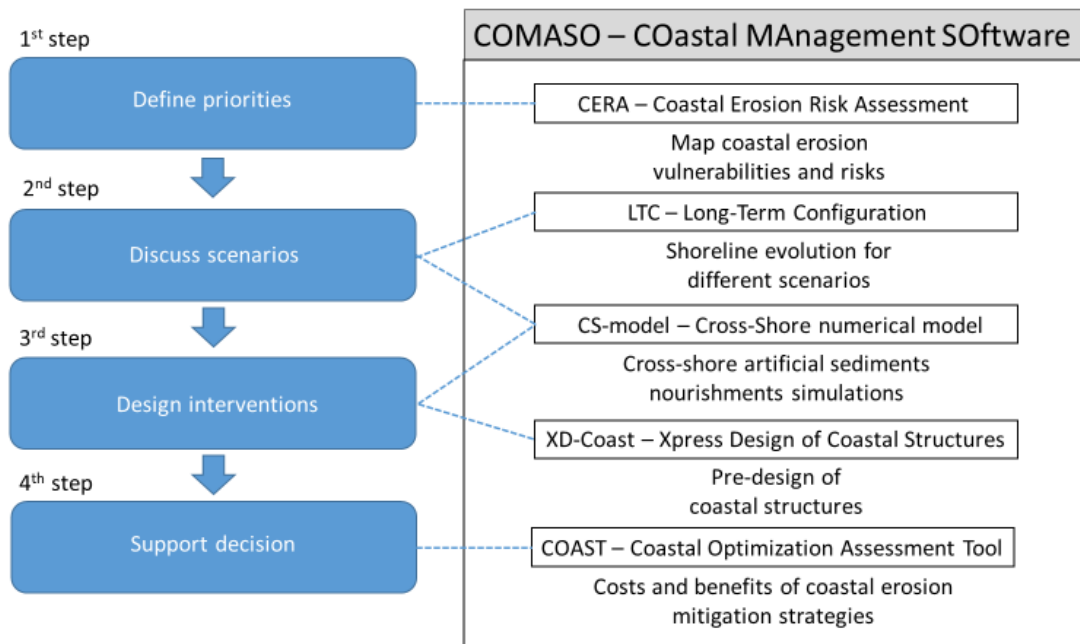 1st step
Define priorities
2nd step
Discuss scenarios
3rd step
Design interventions
4th step
Support decision
COMASO – COastal MAnagement SOftware
CERA – Coastal Erosion Risk Assessment
Map coastal erosion
vulnerabilities and risks
LTC – Long-Term Configuration
Shoreline evolution for
different scenarios
CS-model – Cross-Shore numerical model
Cross-shore artificial sediments
nourishments simulations
XD-Coast – Xpress Design of Coastal Structures
Pre-design of
coastal structures
COAST – Coastal Optimization Assessment Tool
Costs and benefits of coastal erosion
mitigation strategies